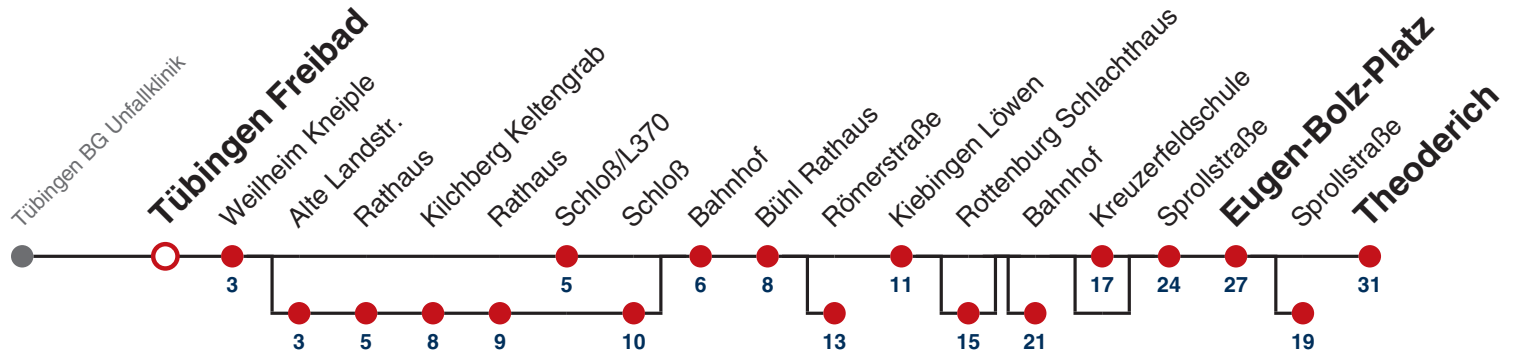 Tübingen BG Unfallklinik
Tübingen Freibad
Weilheim Kneiple
Alte Landstr.
Rathaus
Kilchberg Keltengrab
Rathaus
Schloß/L370
Schloß
Bahnhof
Bühl Rathaus
Römerstraße
Kiebingen Löwen
Rottenburg Schlachthaus
Bahnhof
Kreuzerfeldschule
Sprollstraße
Eugen-Bolz-Platz
Sprollstraße
Theoderich
3
5
6
8
11
17
24
27
31
3
5
8
9
10
13
15
21
19